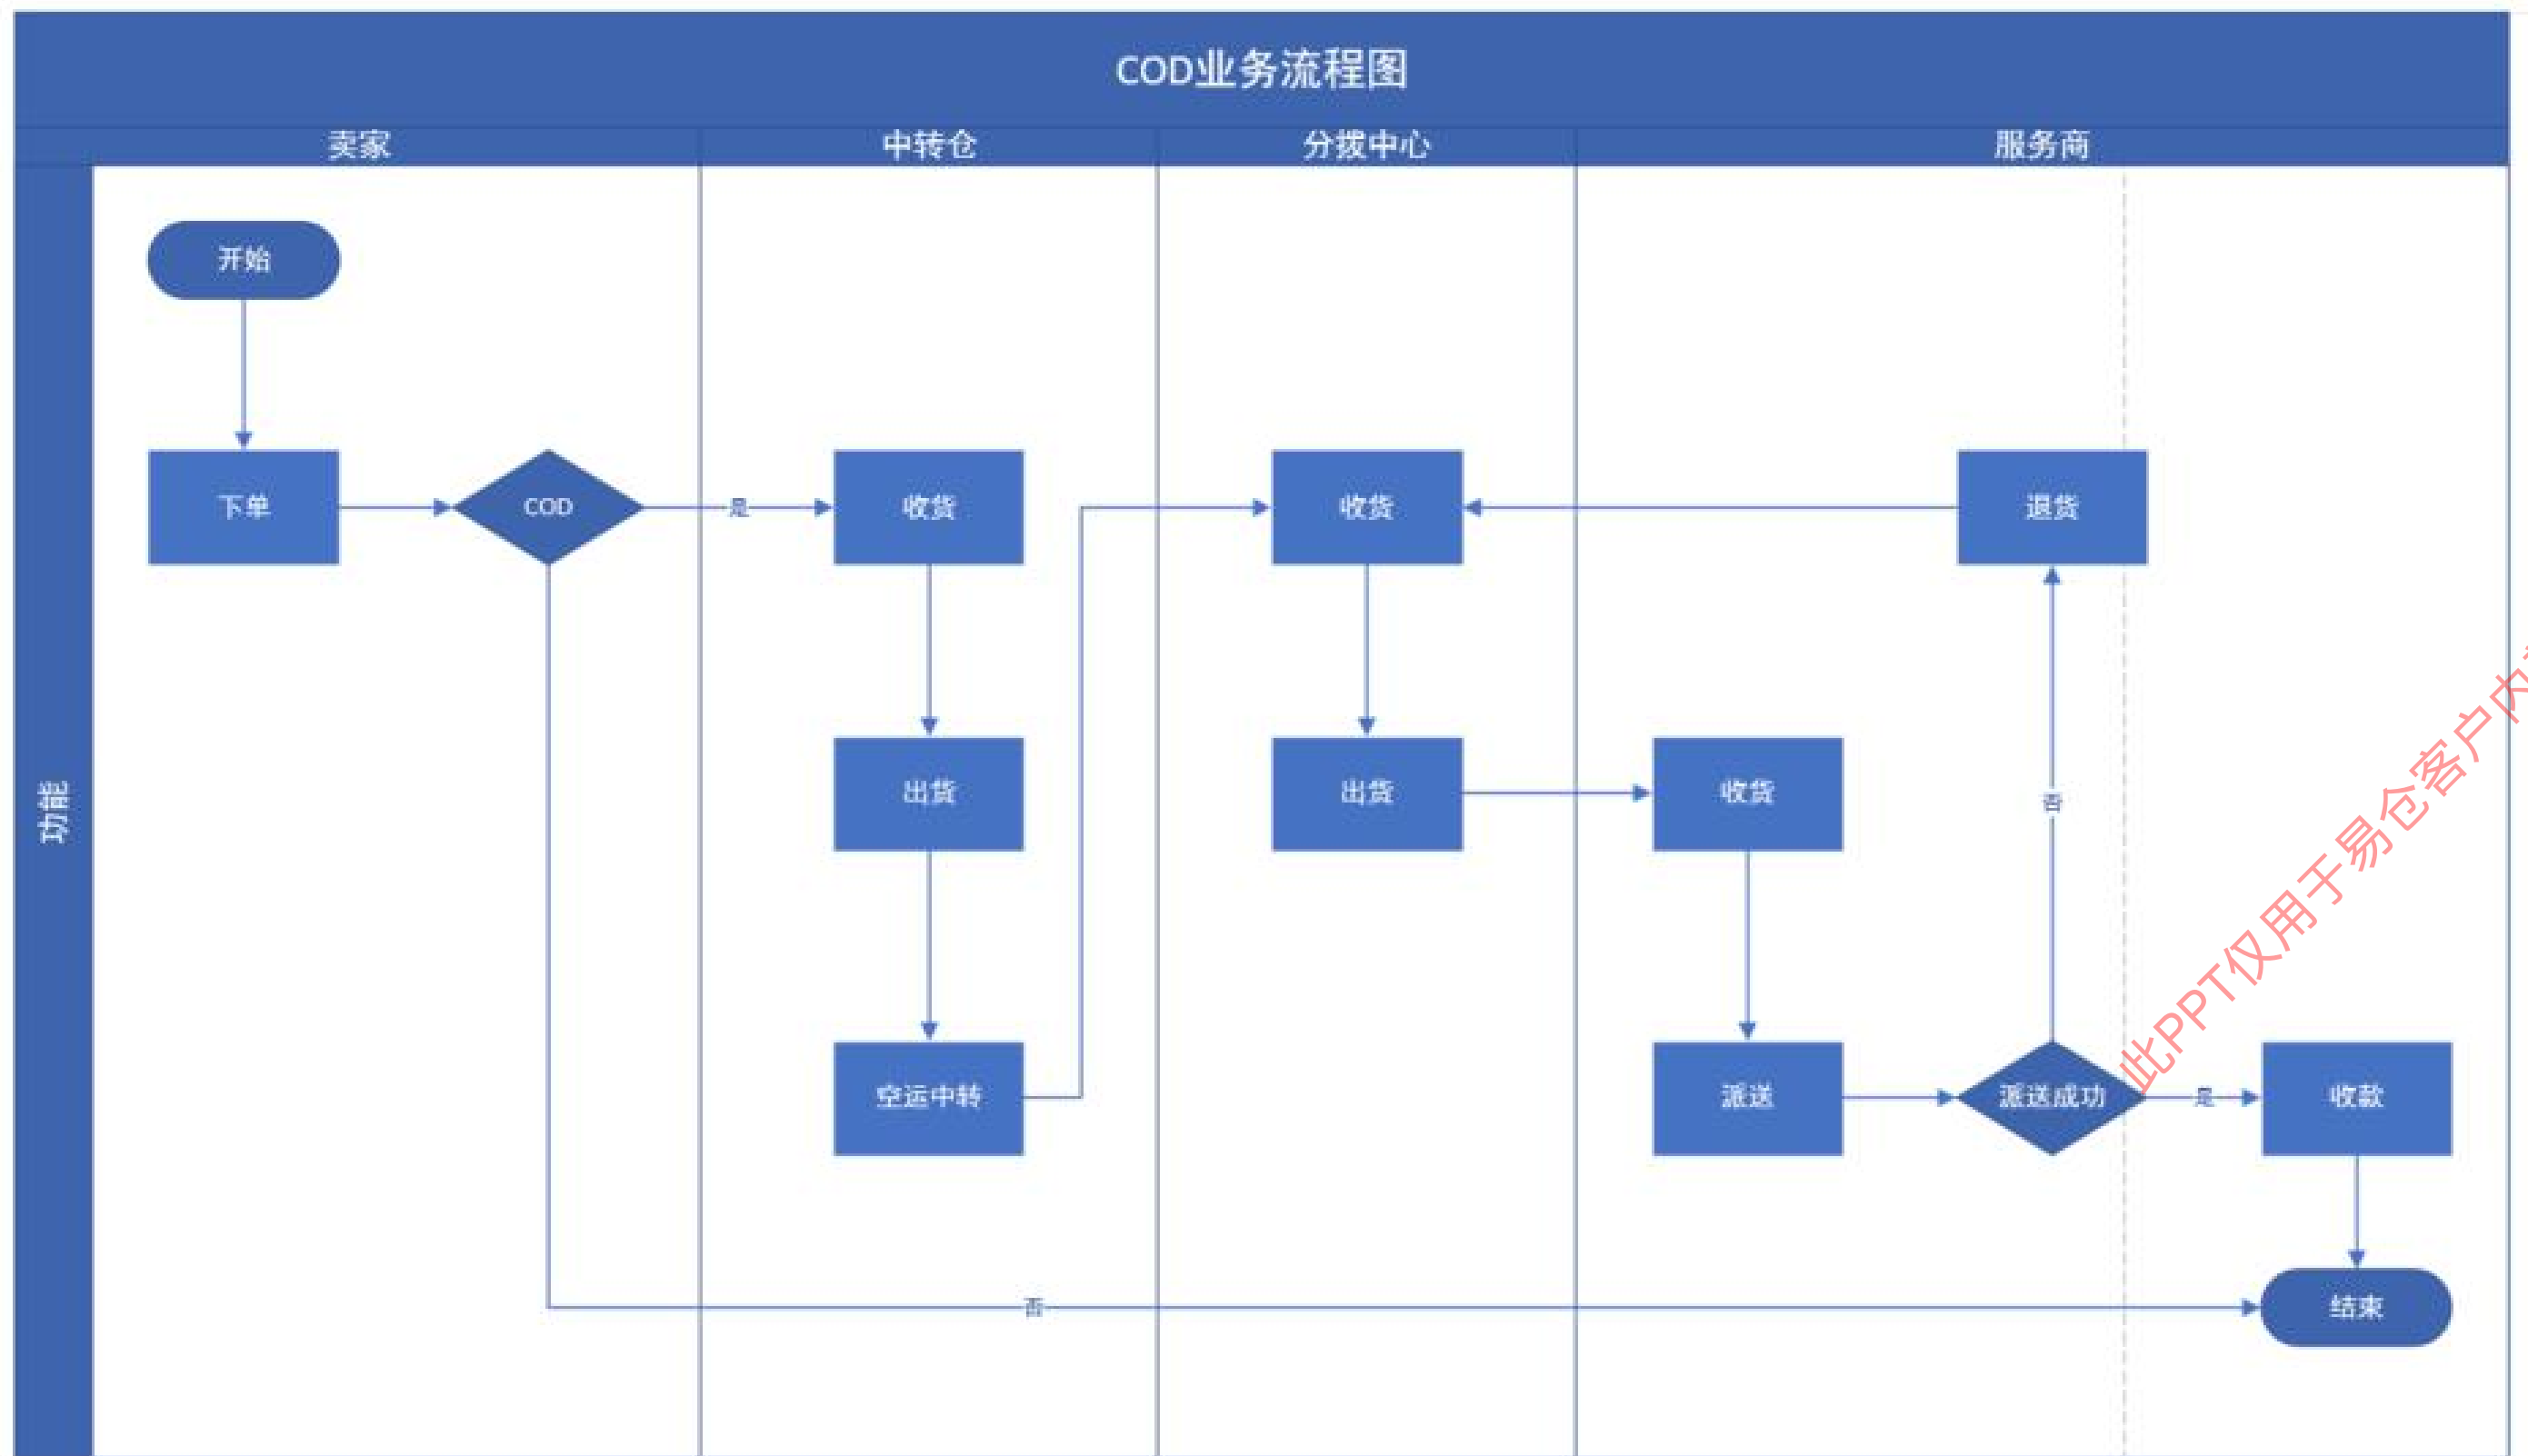 COD业务流程图
卖家
中转仓
分拨中心
服务商
功能
开始
下单
COD
是
收货
收货
退货
出货
出货
收货
否
空运中转
派送
派送成功
是
收款
否
结束
此PPT仅用于易仓客户内